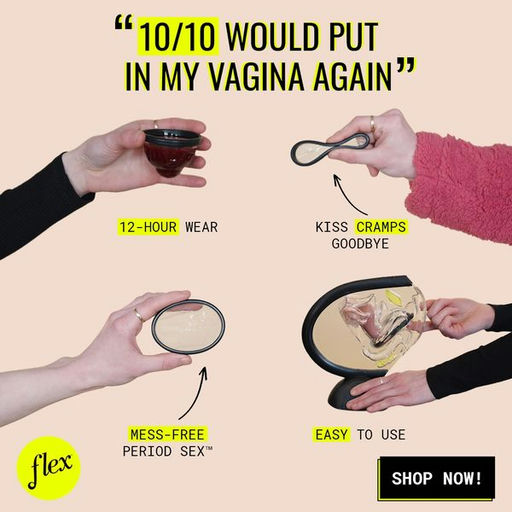 “10/10 WOULD PUT
IN MY VAGINA AGAIN”
12-HOUR WEAR
KISS CRAMPS
GOODBYE
MESS-FREE
PERIOD SEX™
EASY TO USE
flex
SHOP NOW!